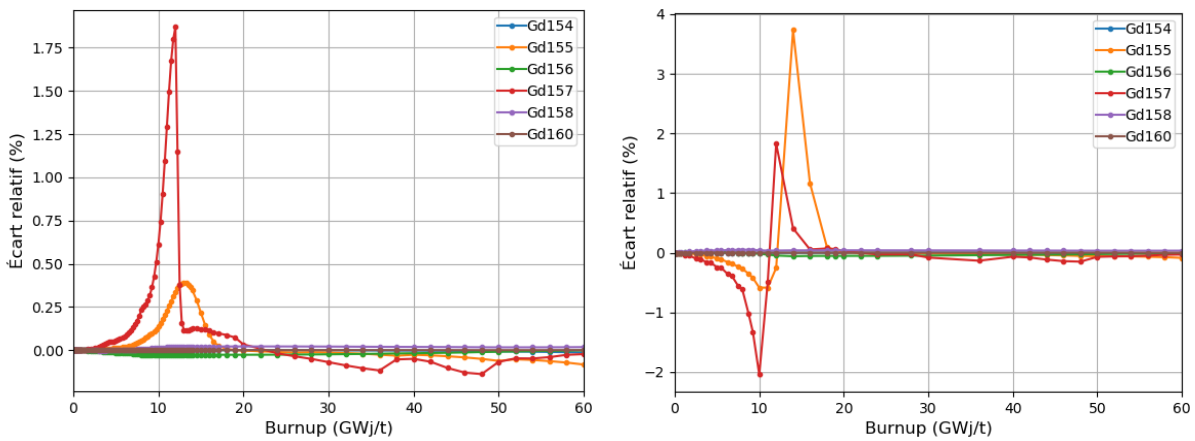 Écart relatif (%)
1.75
1.50
1.25
1.00
0.75
0.50
0.25
0.00
Gd154
Gd155
Gd156
Gd157
Gd158
Gd160
0 10 20 30 40 50 60
Burnup (GWj/t)
Écart relatif (%)
4
3
2
1
0
−1
−2
Gd154
Gd155
Gd156
Gd157
Gd158
Gd160
0 10 20 30 40 50 60
Burnup (GWj/t)